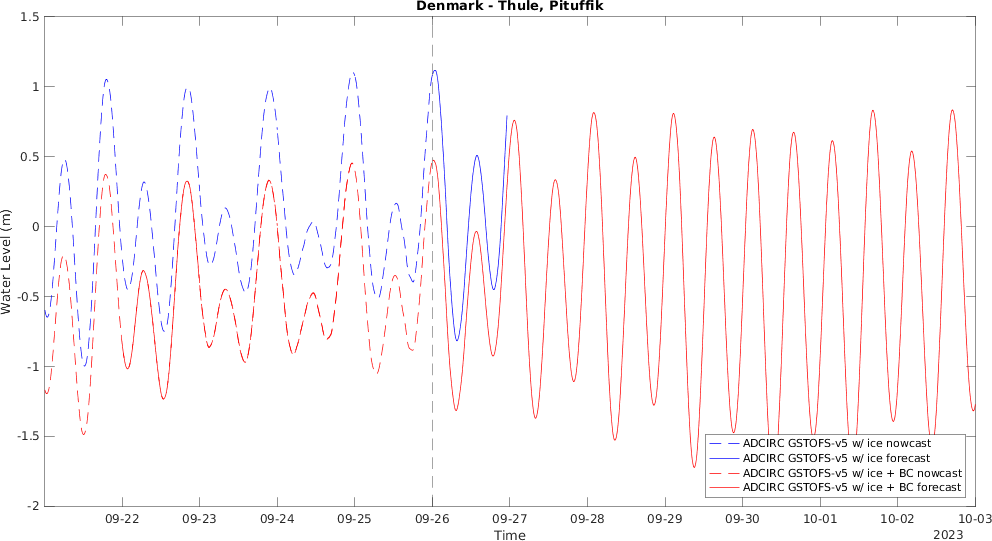 Denmark - Thule, Pituffik
1.5
1
0.5
0
-0.5
-1
-1.5
-2
Water Level (m)
ADCIRC GSTOFS-v5 w/ ice nowcast
ADCIRC GSTOFS-v5 w/ ice forecast
ADCIRC GSTOFS-v5 w/ ice + BC nowcast
ADCIRC GSTOFS-v5 w/ ice + BC forecast
09-22 09-23 09-24 09-25 09-26 09-27 09-28 09-29 09-30 10-01 10-02 10-03
Time
2023